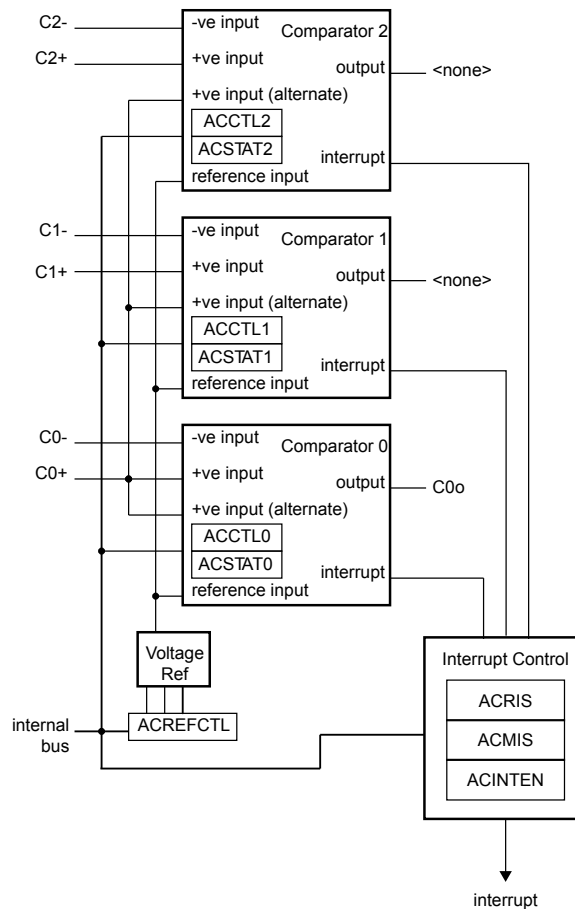 C2-
-ve input
Comparator 2
C2+
+ve input
output
<none>
+ve input (alternate)
ACCTL2
ACSTAT2
interrupt
reference input
C1-
-ve input
Comparator 1
C1+
+ve input
output
<none>
+ve input (alternate)
ACCTL1
ACSTAT1
interrupt
reference input
C0-
-ve input
Comparator 0
C0+
+ve input
output
C0o
+ve input (alternate)
ACCTL0
ACSTAT0
interrupt
reference input
Voltage
Ref
Interrupt Control
ACRIS
ACMIS
ACINTEN
internal
bus
ACREFCTL
interrupt